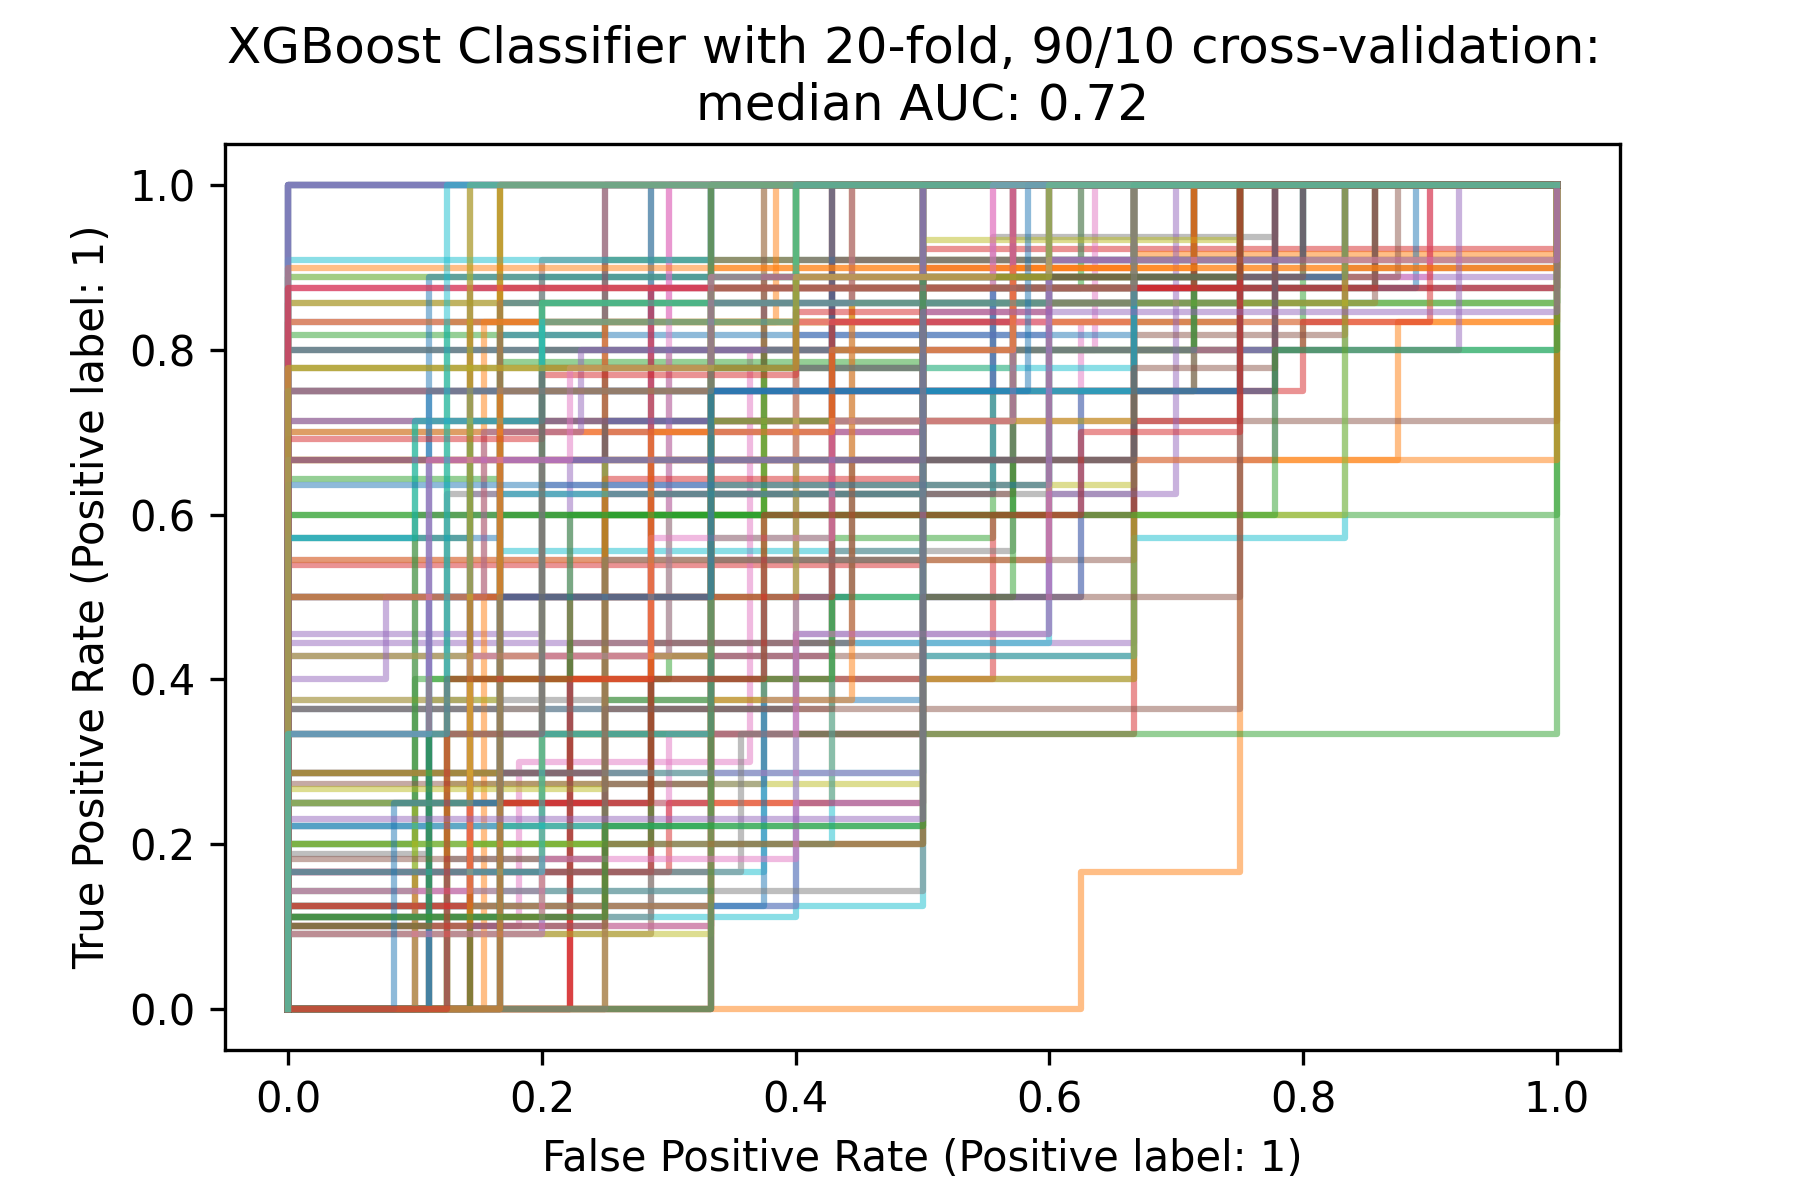 XGBoost Classifier with 20-fold, 90/10 cross-validation:
median AUC: 0.72
True Positive Rate (Positive label: 1)
1.0
0.8
0.6
0.4
0.2
0.0
0.0 0.2 0.4 0.6 0.8 1.0
False Positive Rate (Positive label: 1)